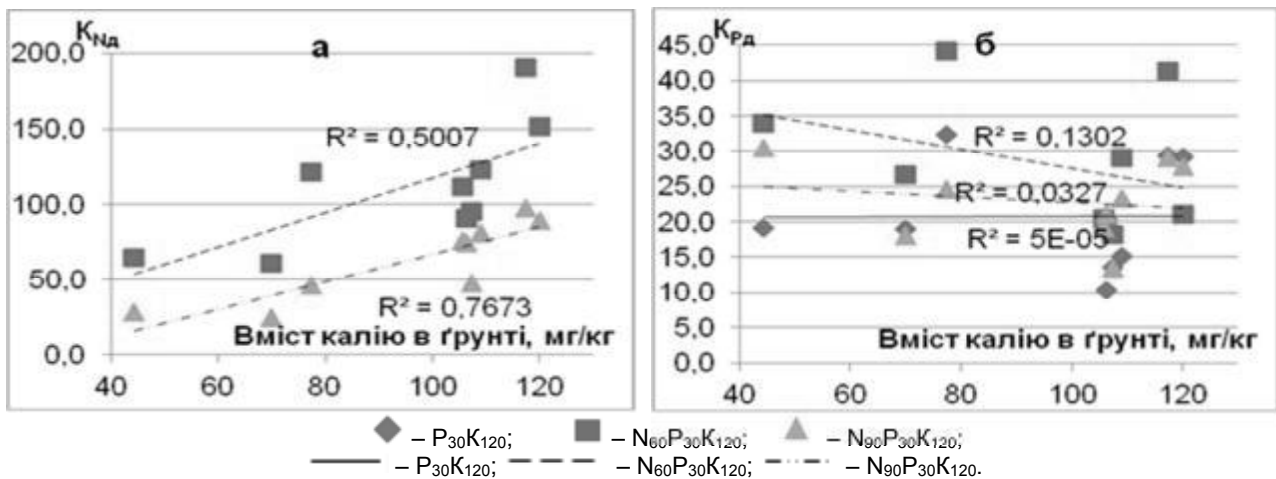 К_Nд
а
200,0
150,0
100,0
50,0
0,0
R² = 0,5007
R² = 0,7673
Вміст калію в ґрунті, мг/кг
40 60 80 100 120
К_Рд
б
45,0
40,0
35,0
30,0
25,0
20,0
15,0
10,0
5,0
0,0
R² = 0,1302
R² = 0,0327
R² = 5E-05
Вміст калію в ґрунті, мг/кг
40 60 80 100 120
– P₃₀K₁₂₀; – N₆₀P₃₀K₁₂₀; – N₉₀P₃₀K₁₂₀;
– P₃₀K₁₂₀; – N₆₀P₃₀K₁₂₀; – N₉₀P₃₀K₁₂₀.